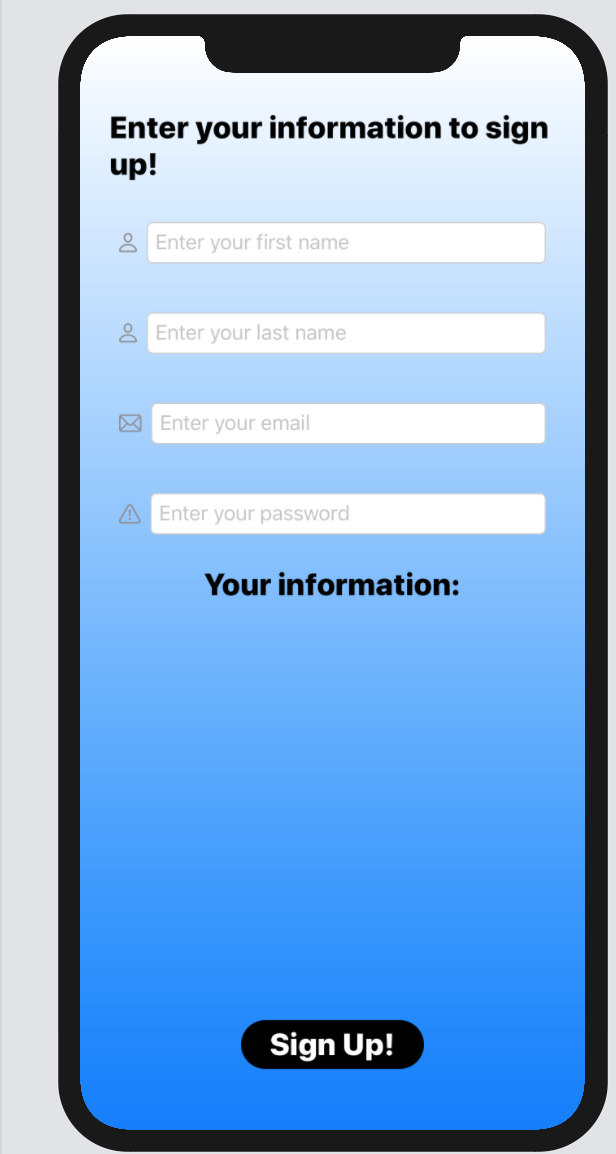 Enter your information to sign
up!
Enter your first name
Enter your last name
Enter your email
Enter your password
Your information:
Sign Up!